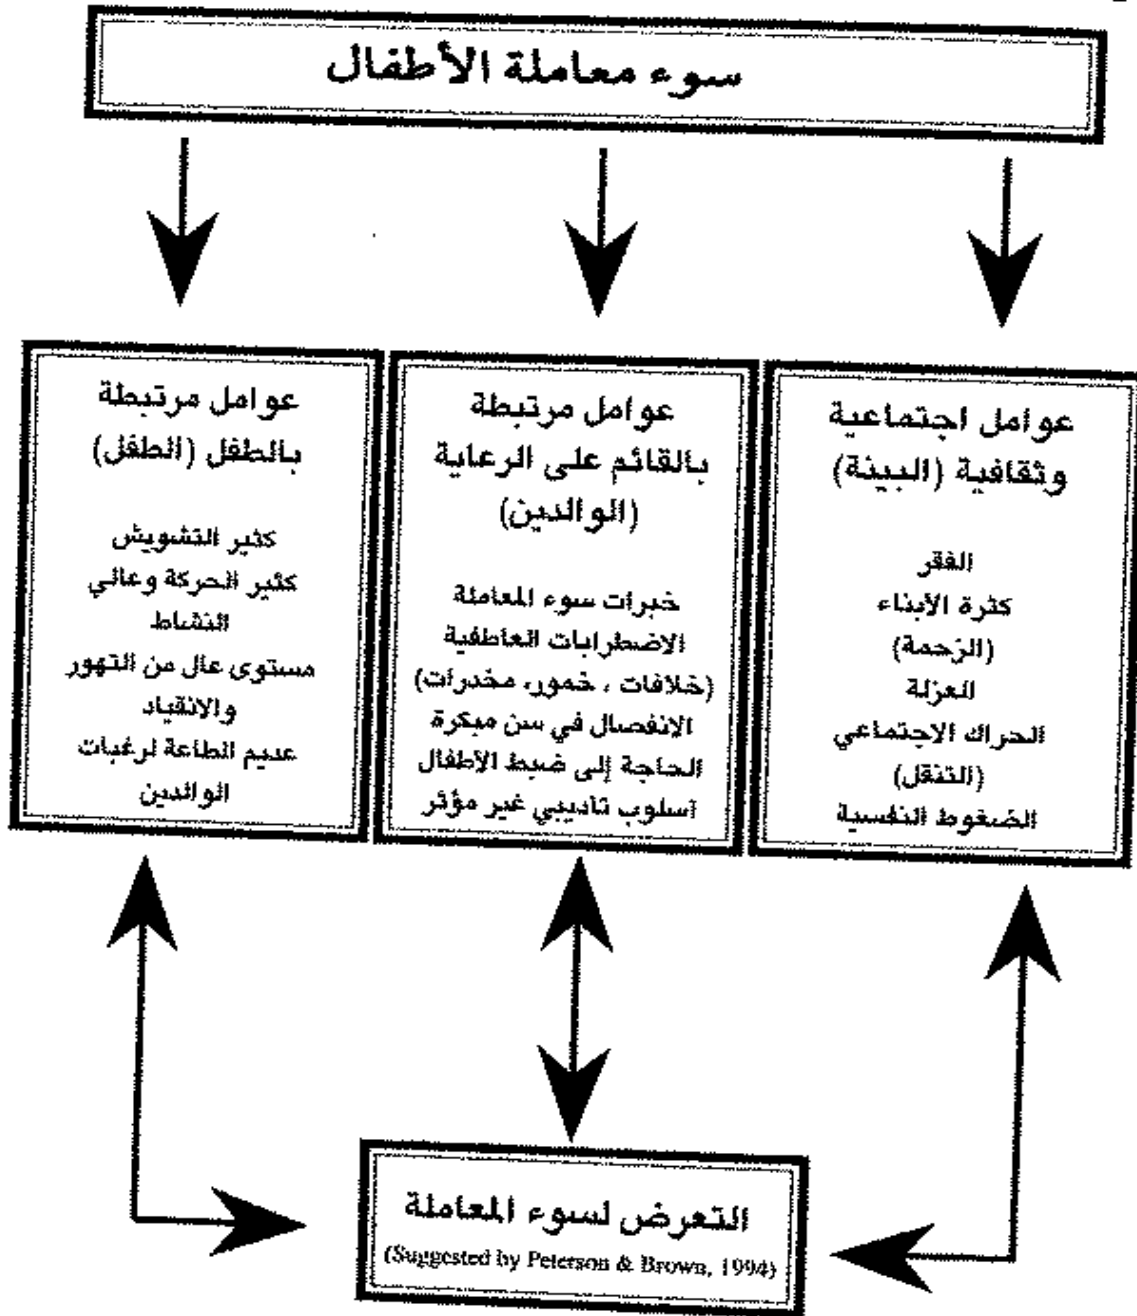 سوء معاملة الأطفال
عوامل اجتماعية
وثقافية (البيئة)
الفقر
كثرة الأبناء
(الزحمة)
العزلة
الحراك الاجتماعي
(التنقل)
الضغوط النفسية
عوامل مرتبطة
بالقائم على الرعاية
(الوالدين)
خبرات سوء المعاملة
الاضطرابات العاطفية
(خلافات ، خمور، مخدرات)
الانفصال في سن مبكرة
الحاجة إلى ضبط الأطفال
أسلوب تأديبي غير مؤثر
عوامل مرتبطة
بالطفل (الطفل)
كثير التشويش
كثير الحركة وعالي
النشاط
مستوى عال من التهور
والانقياد
عديم الطاعة لرغبات
الوالدين
التعرض لسوء المعاملة
(Suggested by Peterson & Brown, 1994)